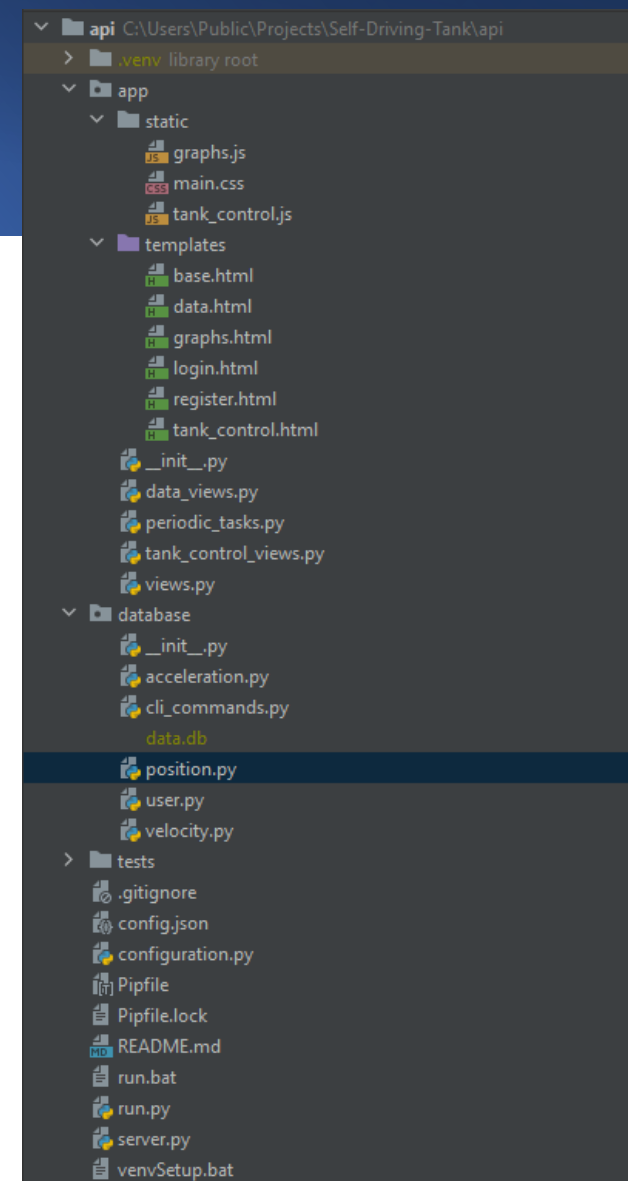 api C:\Users\Public\Projects\Self-Driving-Tank\api
.venv library root
app
static
JS graphs.js
CSS main.css
JS tank_control.js
templates
H base.html
H data.html
H graphs.html
H login.html
H register.html
H tank_control.html
__init__.py
data_views.py
periodic_tasks.py
tank_control_views.py
views.py
database
__init__.py
acceleration.py
cli_commands.py
data.db
position.py
user.py
velocity.py
tests
.gitignore
config.json
configuration.py
Pipfile
Pipfile.lock
MD README.md
run.bat
run.py
server.py
venvSetup.bat